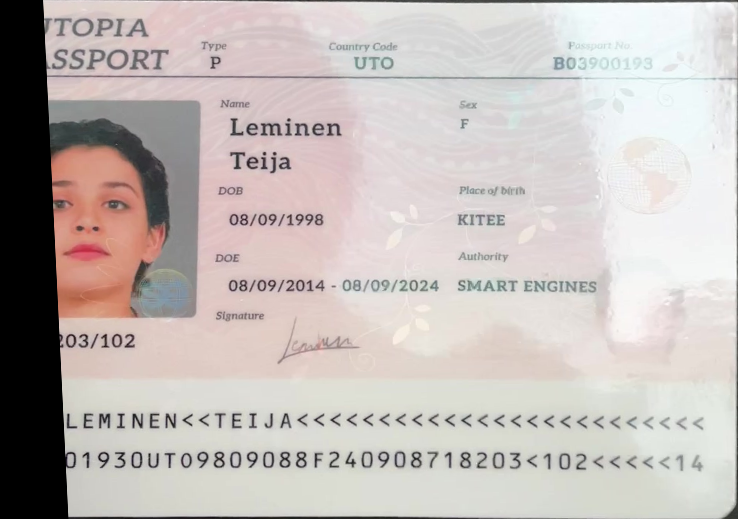 UTOPIA
ASSPORT
Type
P
Country Code
UTO
Passport No.
B03900193
Name
Leminen
Teija
Sex
F
DOB
08/09/1998
Place of birth
KITEE
DOE
08/09/2014 - 08/09/2024
Authority
SMART ENGINES
Signature
203/102
LEMINEN<<TEIJA<<<<<<<<<<<<<<<<<<<<<<<<<
01930UTO9809088F240908718203<102<<<<<14